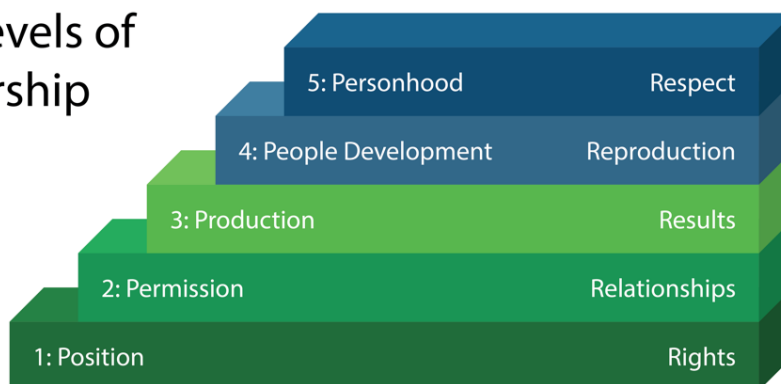 evels of
rship
5: Personhood Respect
4: People Development Reproduction
3: Production Results
2: Permission Relationships
1: Position Rights